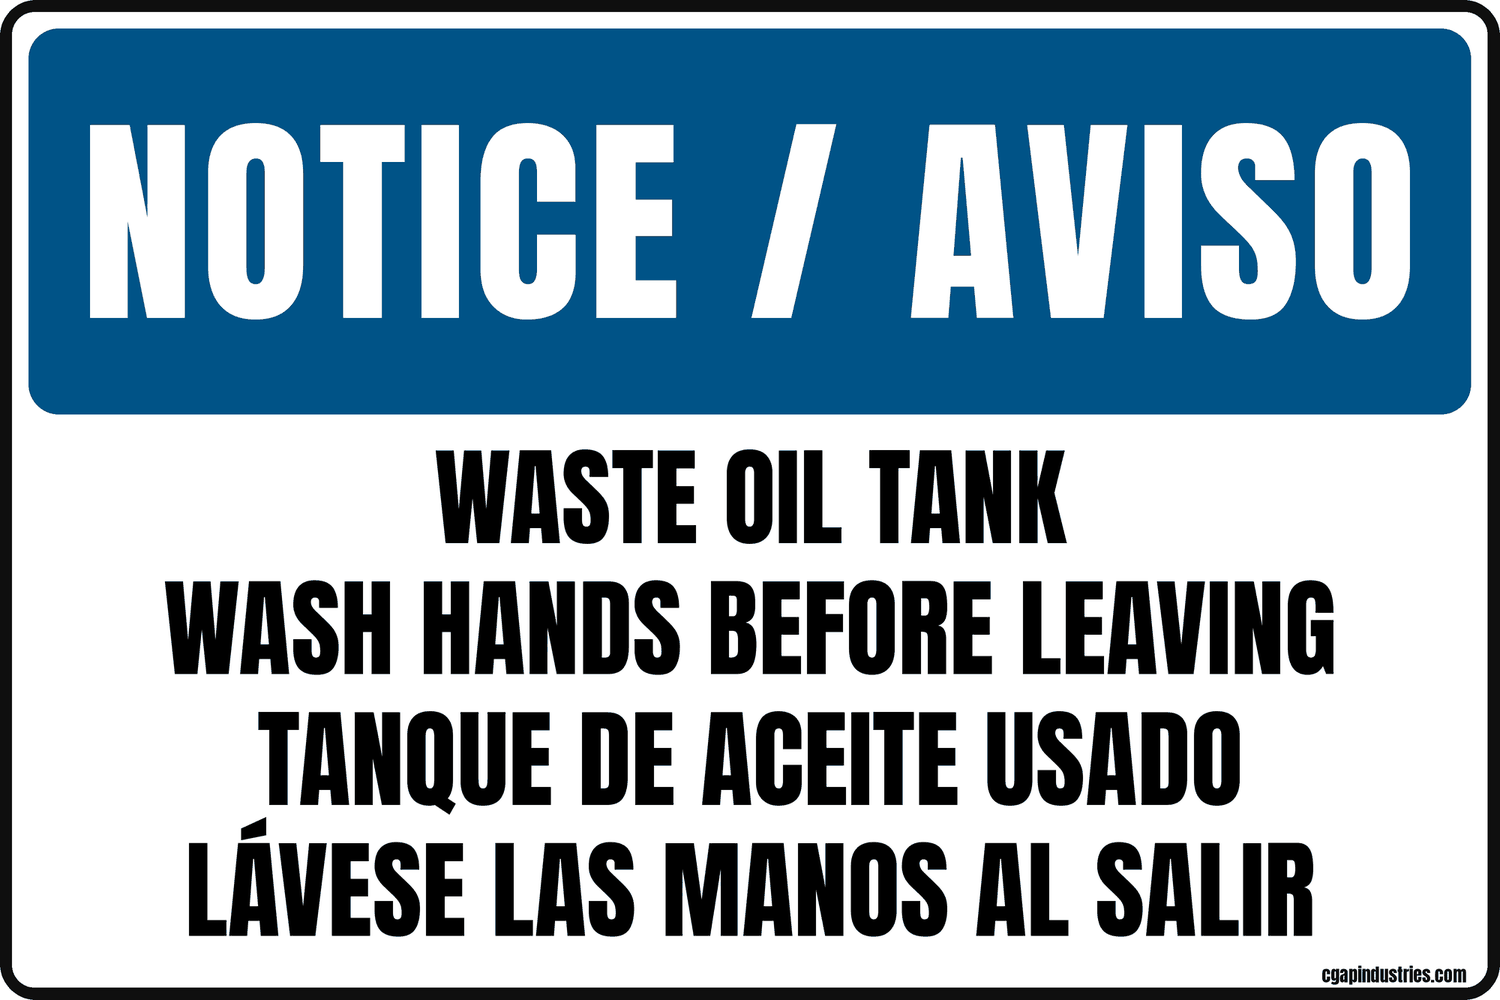 NOTICE / AVISO
WASTE OIL TANK
WASH HANDS BEFORE LEAVING
TANQUE DE ACEITE USADO
LÁVESE LAS MANOS AL SALIR
cgapindustries.com